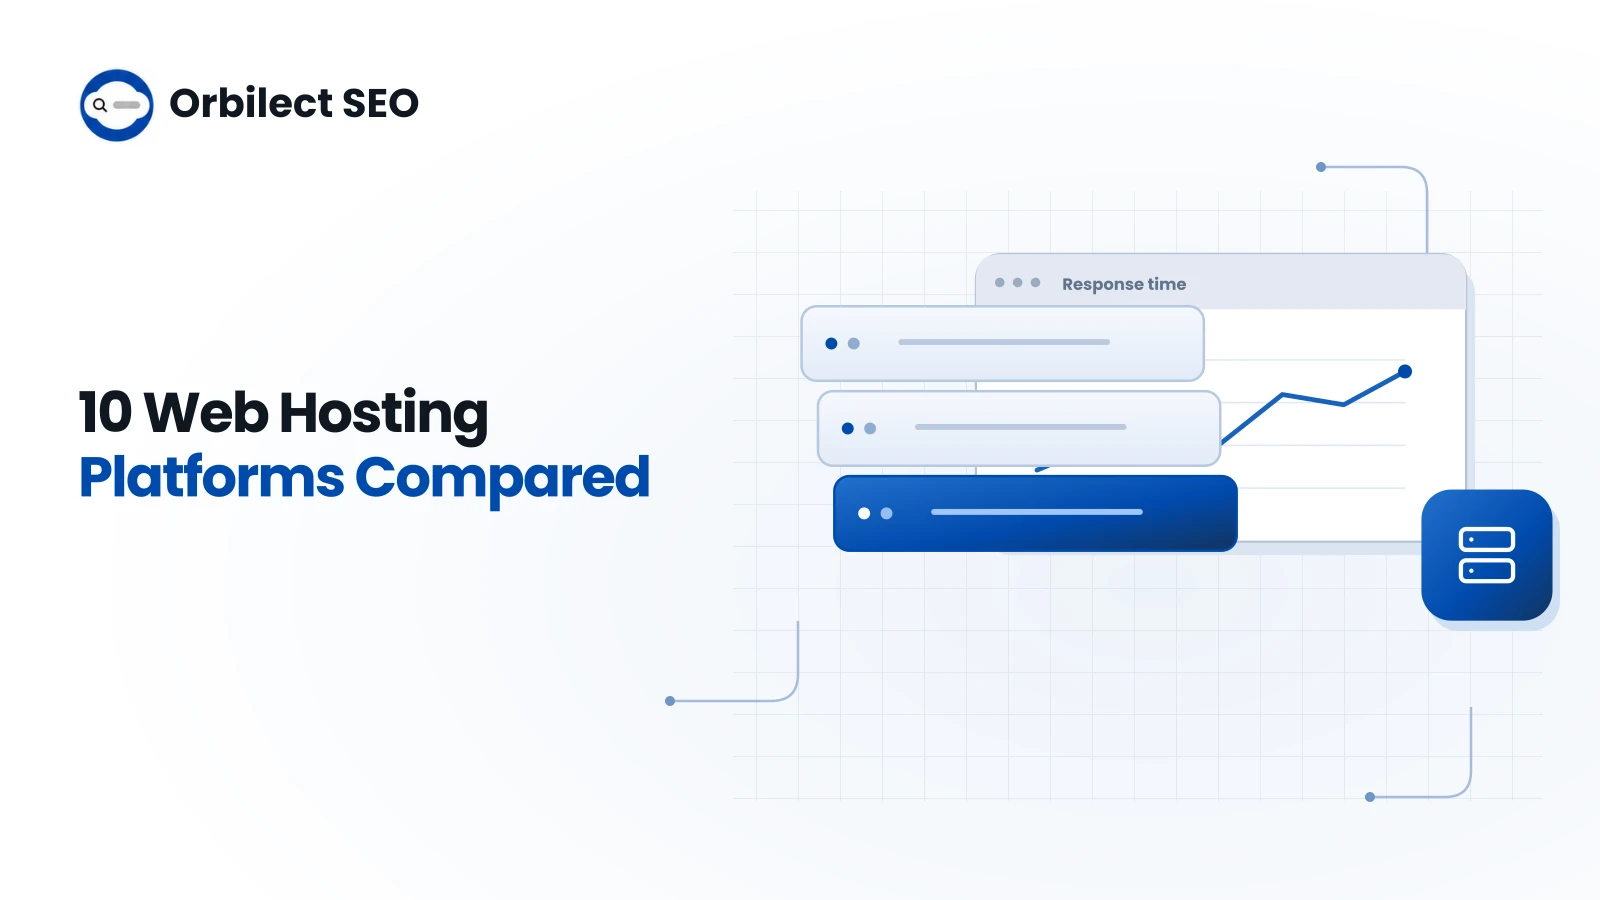 Orbilect SEO
Response time
10 Web Hosting
Platforms Compared